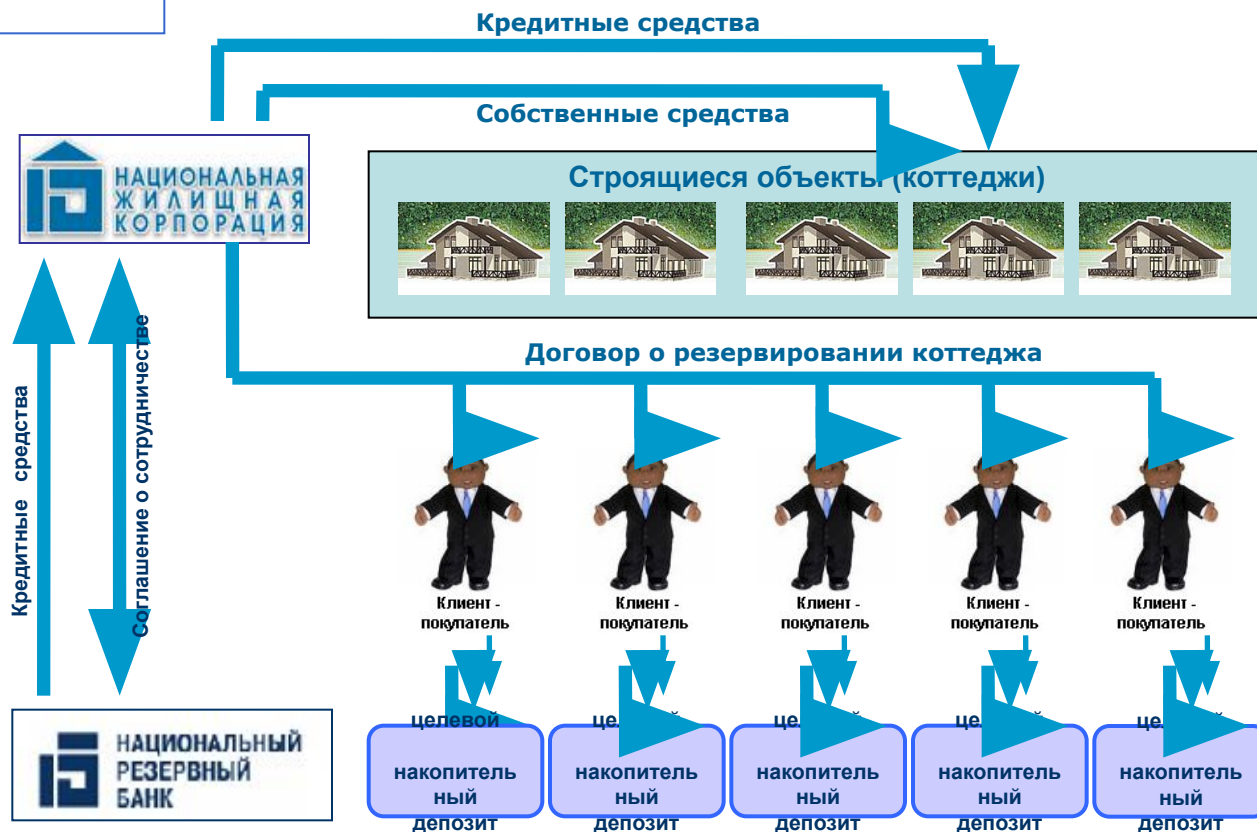 Кредитные средства
Собственные средства
НАЦИОНАЛЬНАЯ
ЖИЛИЩНАЯ
КОРПОРАЦИЯ
Строящиеся объекты (коттеджи)
Договор о резервировании коттеджа
Кредитные средства
Соглашение о сотрудничестве
Клиент -
покупатель
Клиент -
покупатель
Клиент -
покупатель
Клиент -
покупатель
Клиент -
покупатель
НАЦИОНАЛЬНЫЙ
РЕЗЕРВНЫЙ
БАНК
целевой
накопитель
ный
депозит
накопитель
ный
депозит
накопитель
ный
депозит
накопитель
ный
депозит
накопитель
ный
депозит